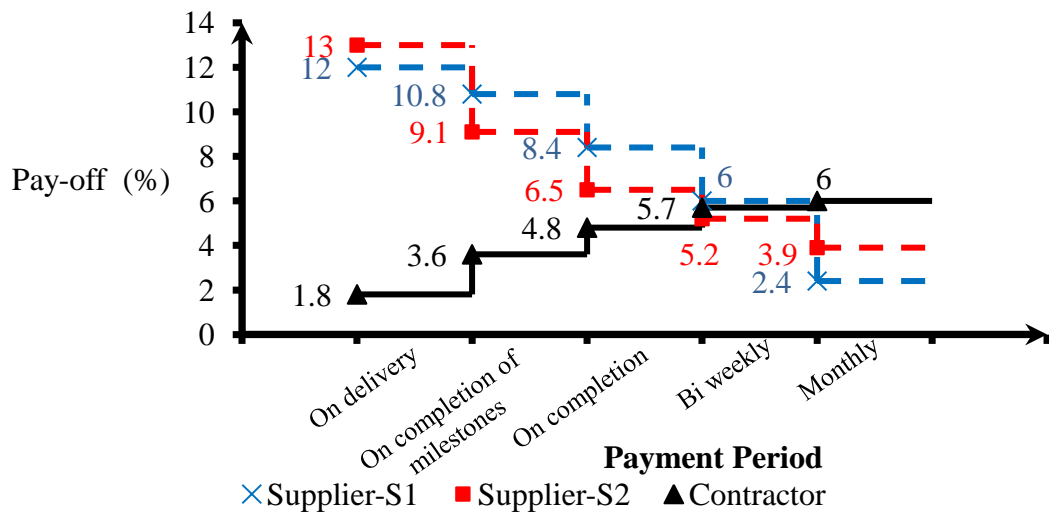 14
12
10
8
6
4
2
0
Pay-off (%)
13
12
10.8
9.1
8.4
6.5
6
5.7
5.2
6
3.9
2.4
4.8
3.6
1.8
On delivery
On completion of
milestones
On completion
Bi weekly
Monthly
Payment Period
Supplier-S1 Supplier-S2 Contractor